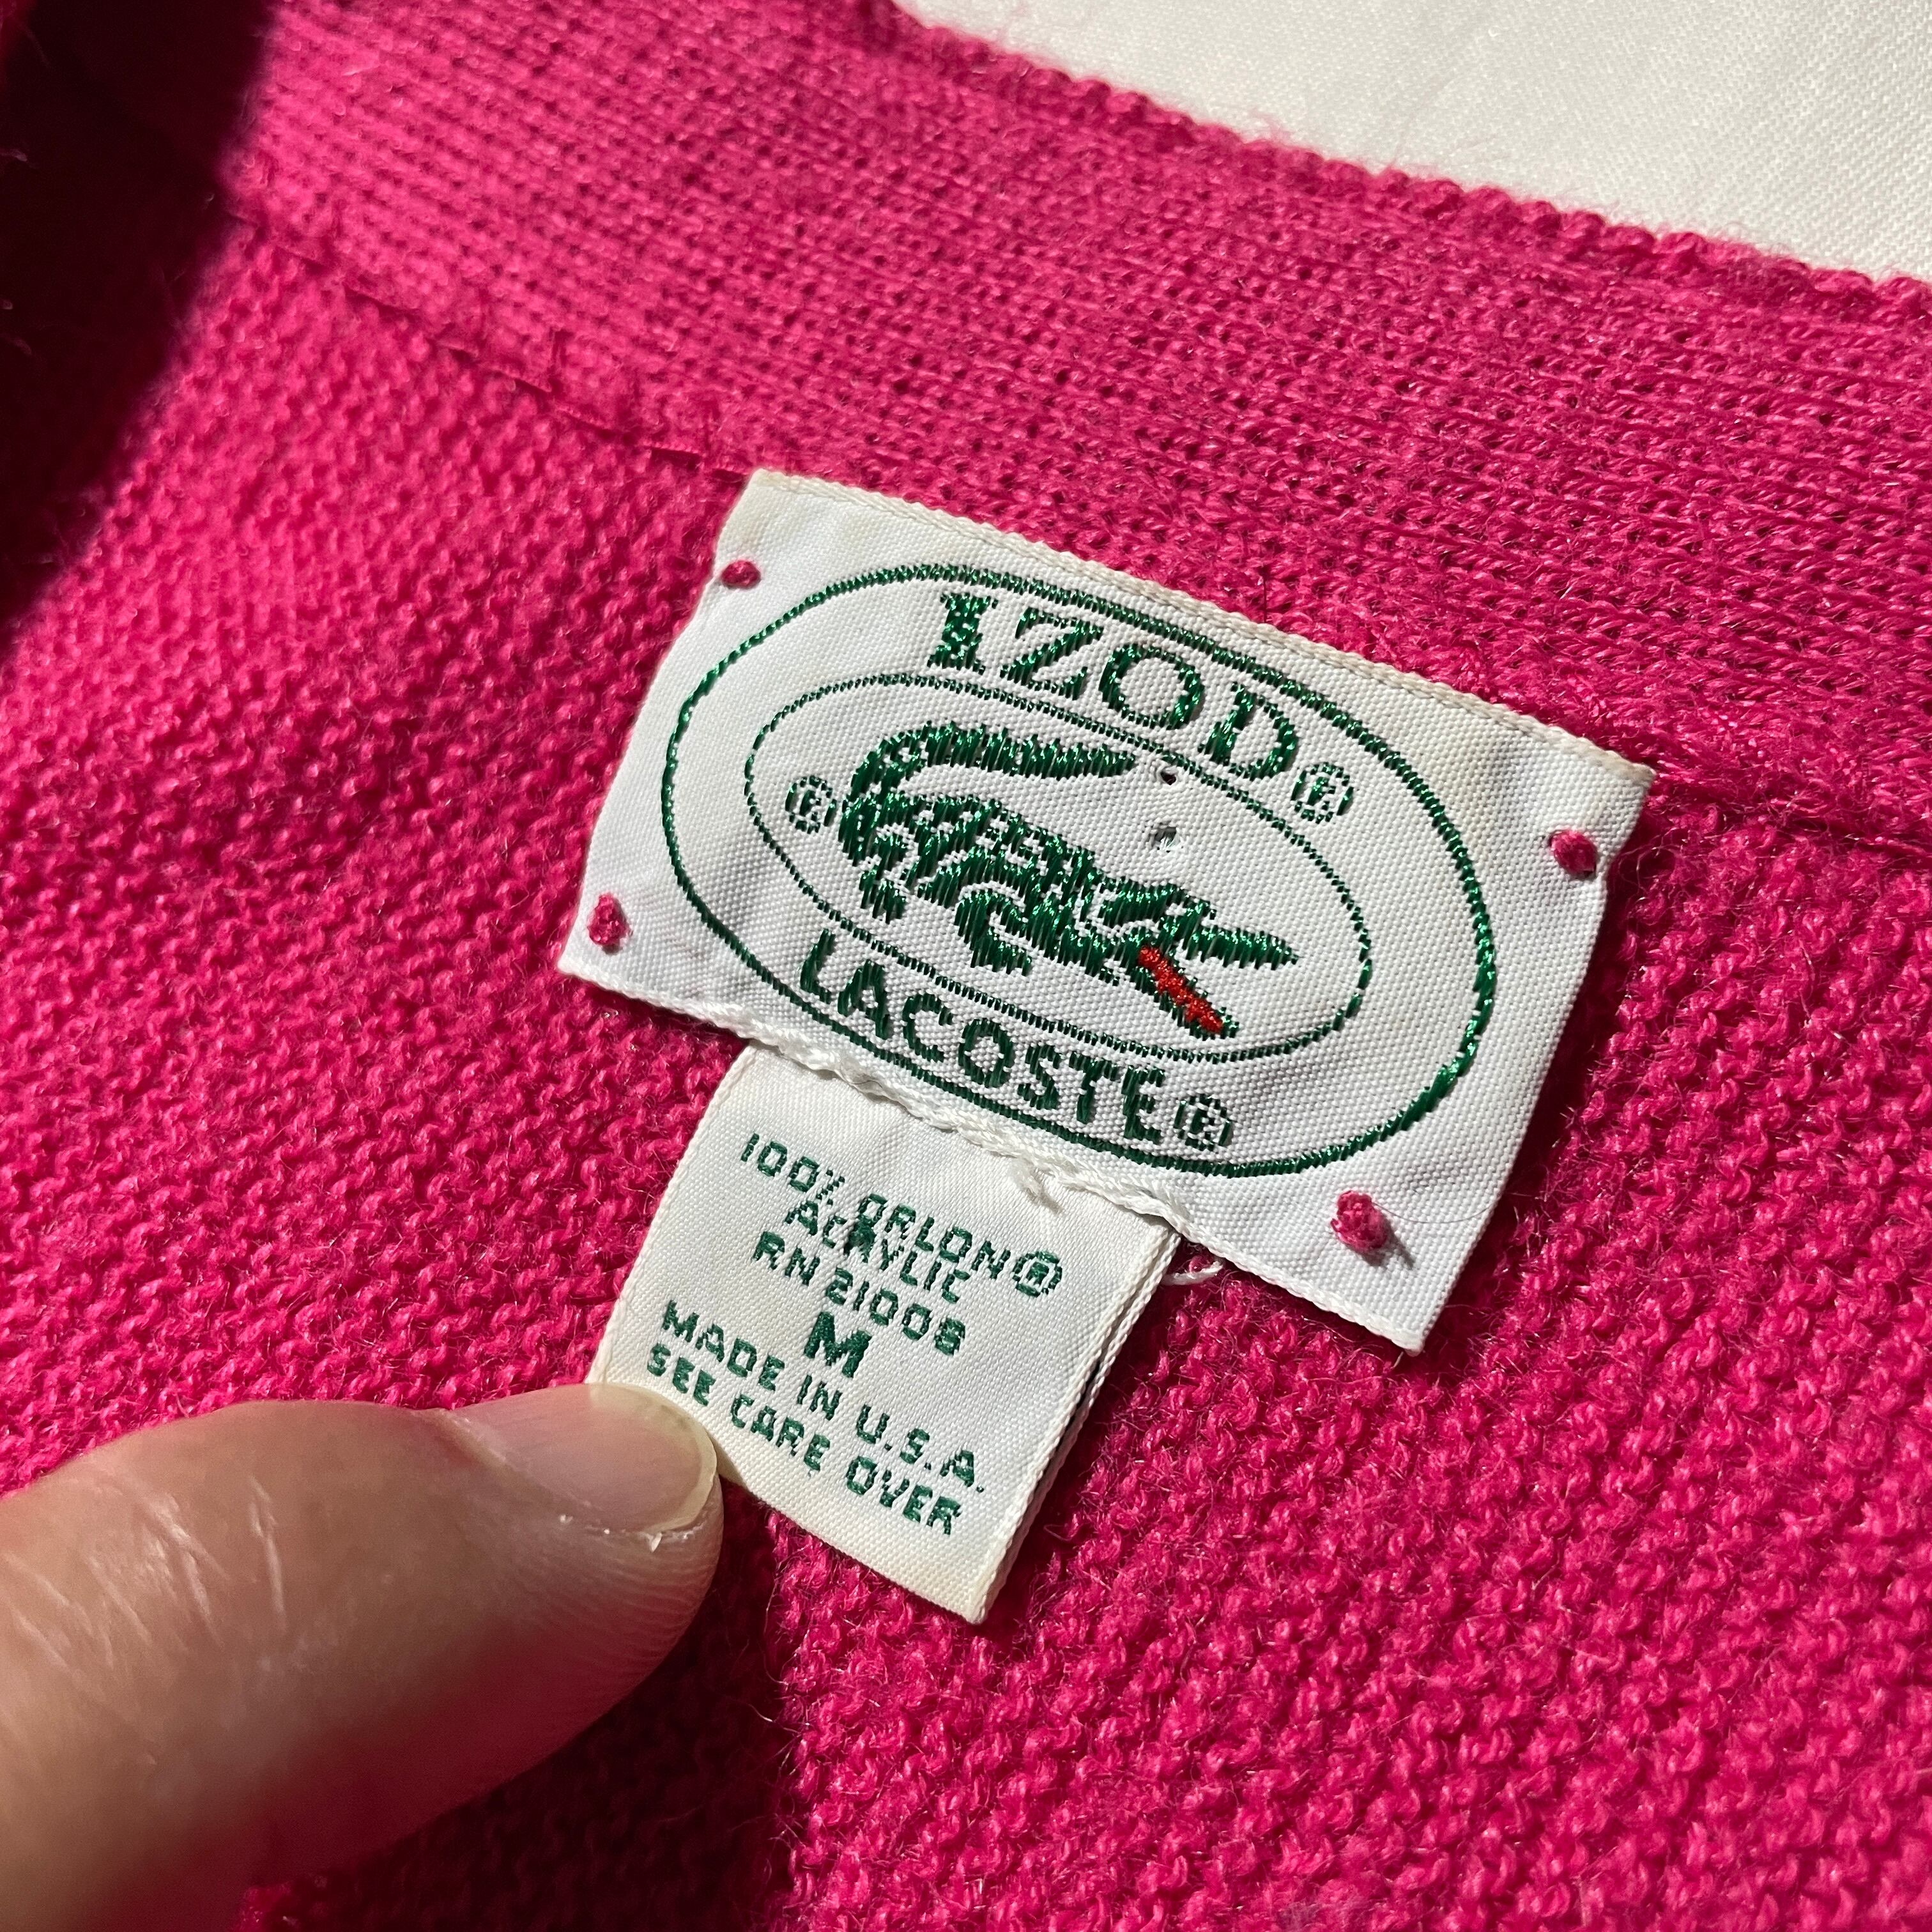 IZOD®
®
LACOSTE®
100% ORLON®
ACRYLIC
RN 21008
M
MADE IN U.S.A.
SEE CARE OVER